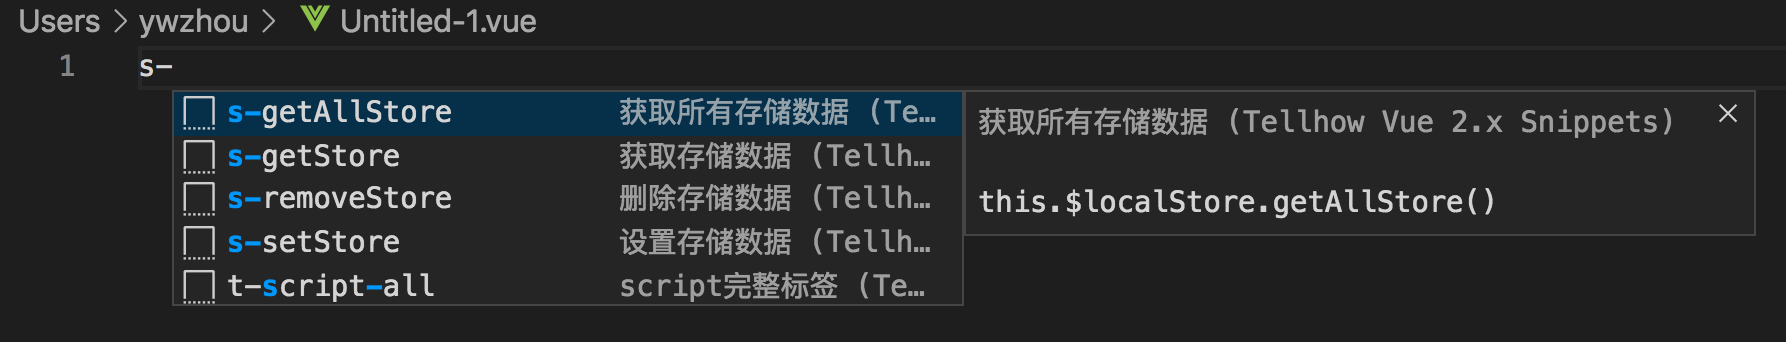 Users > ywzhou > Untitled-1.vue
1 s-
s-getAllStore 获取所有存储数据 (Te…
s-getStore 获取存储数据 (Tellh…
s-removeStore 删除存储数据 (Tellh…
s-setStore 设置存储数据 (Tellh…
t-script-all script完整标签 (Te…
获取所有存储数据 (Tellhow Vue 2.x Snippets)
this.$localStore.getAllStore()